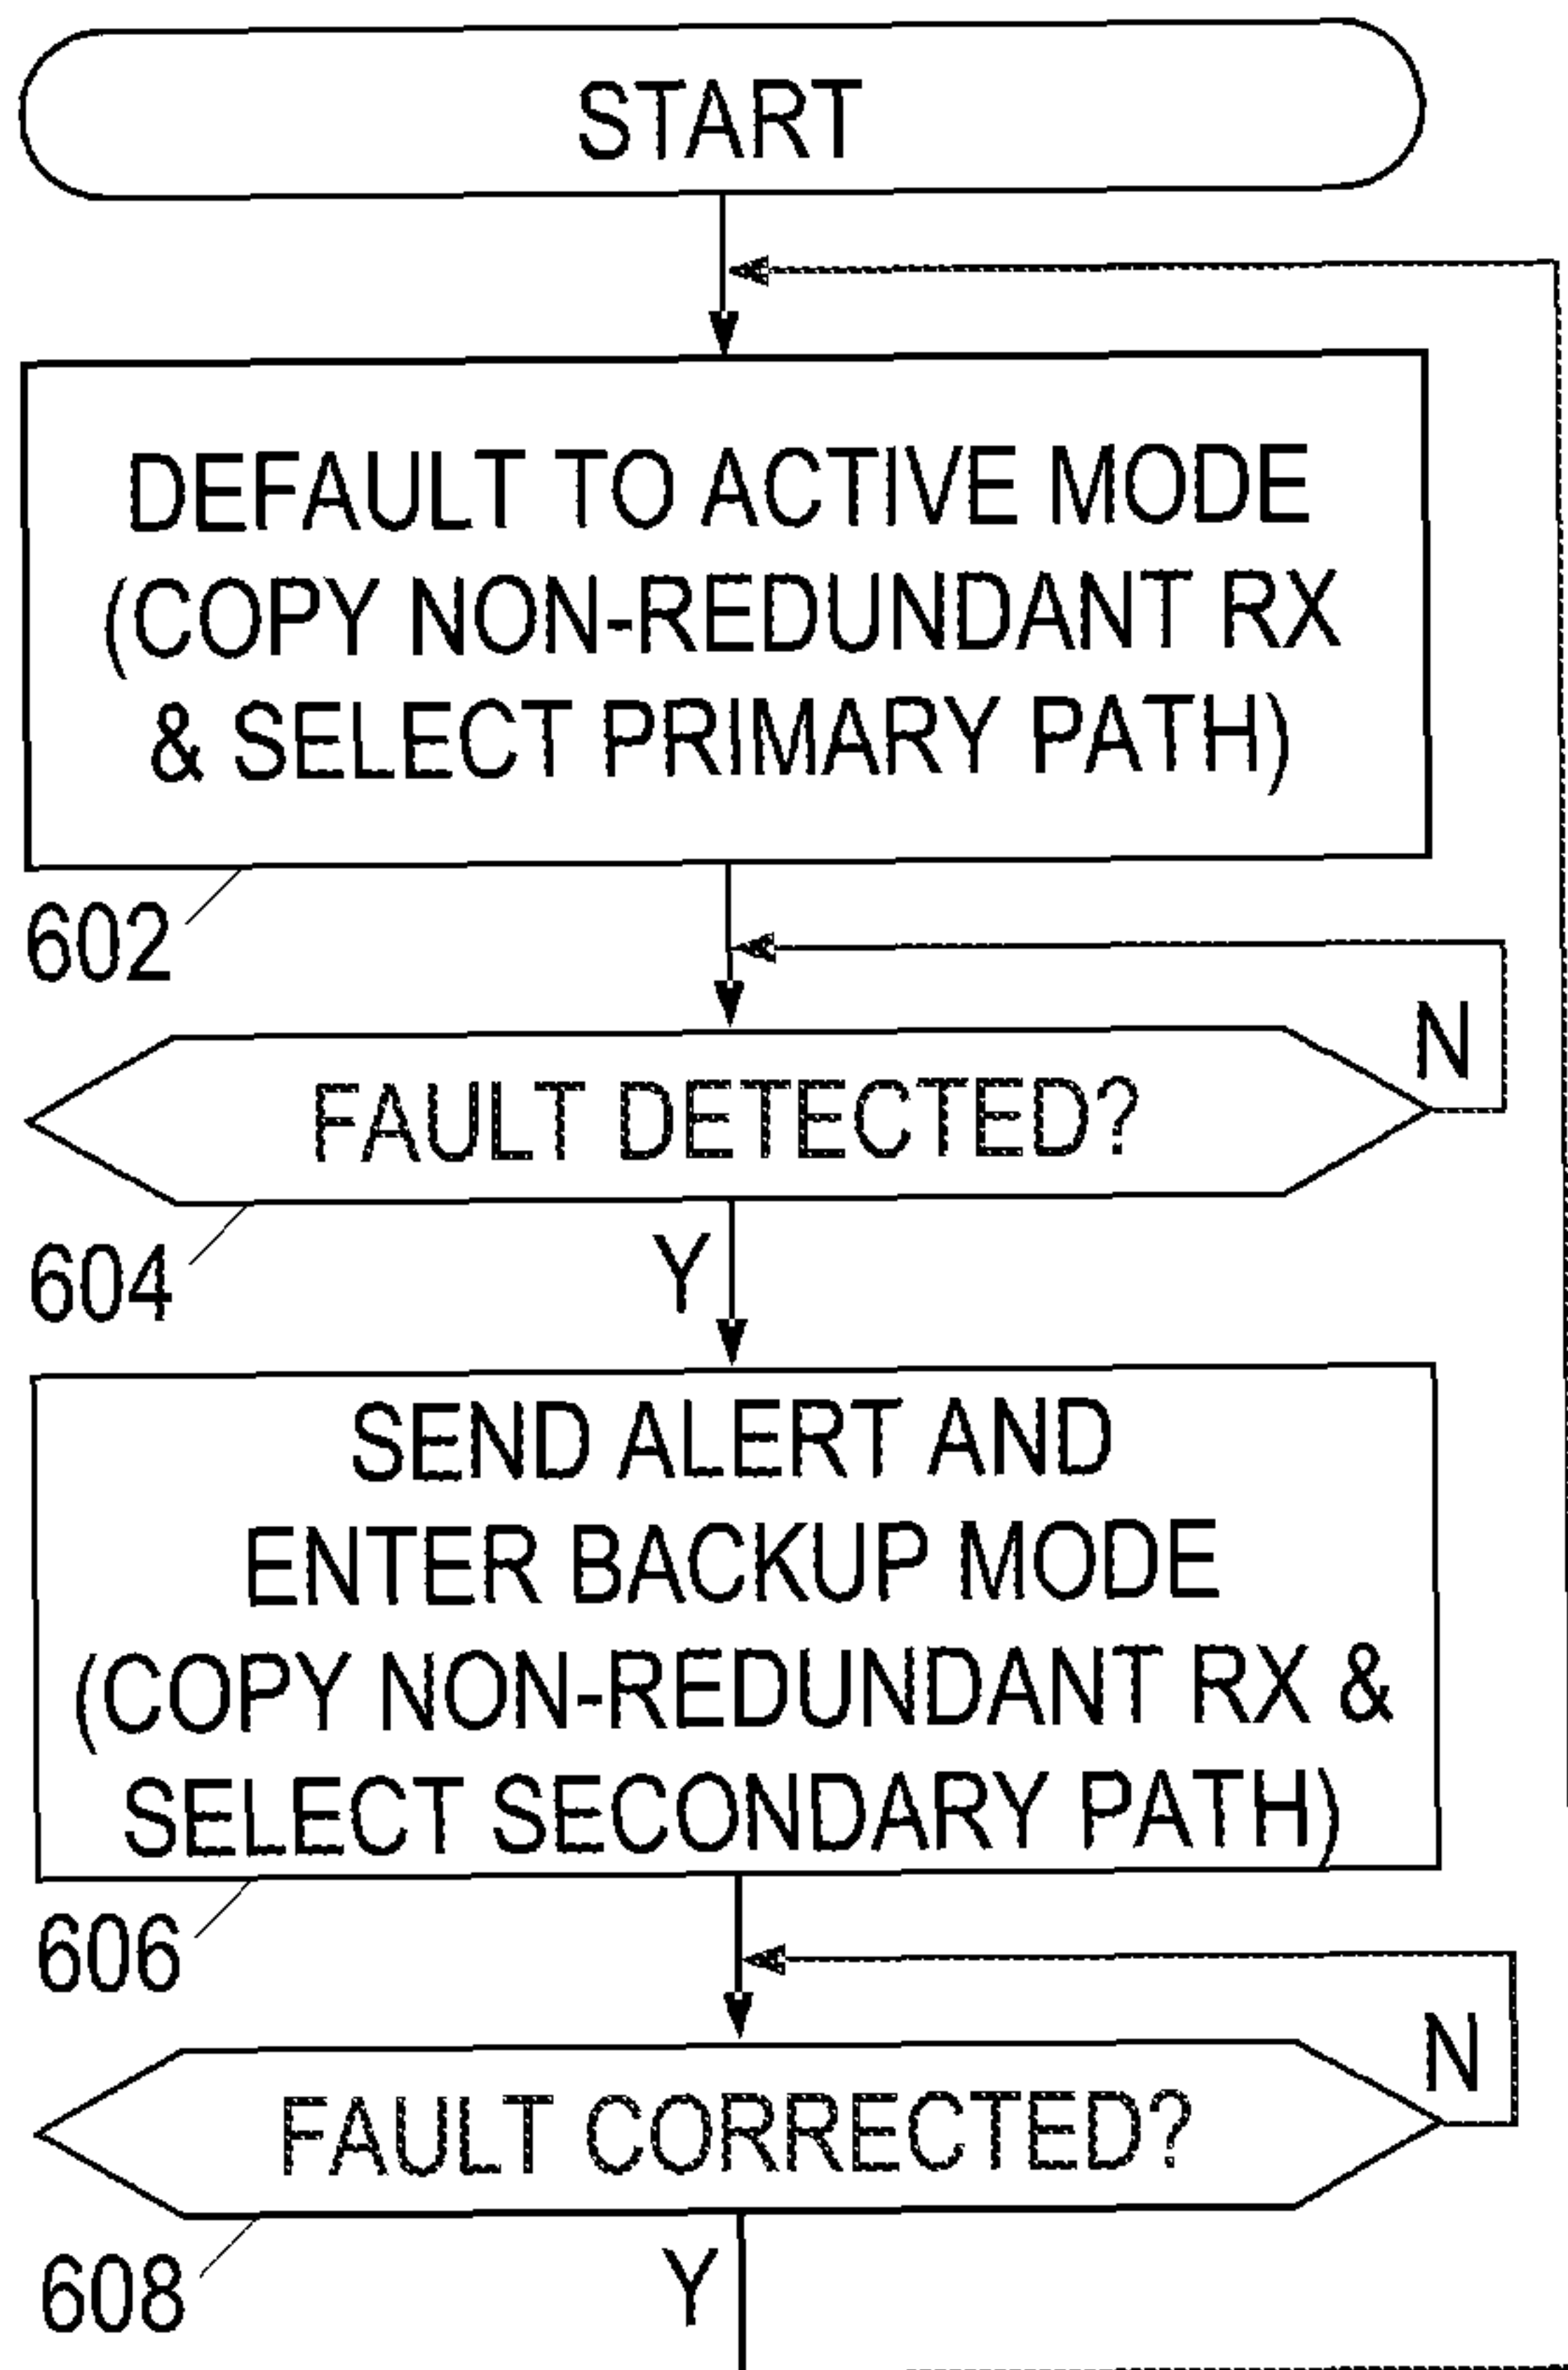 START
DEFAULT TO ACTIVE MODE
(COPY NON-REDUNDANT RX
& SELECT PRIMARY PATH)
602
N
FAULT DETECTED?
604
Y
SEND ALERT AND
ENTER BACKUP MODE
(COPY NON-REDUNDANT RX &
SELECT SECONDARY PATH)
606
N
FAULT CORRECTED?
608
Y